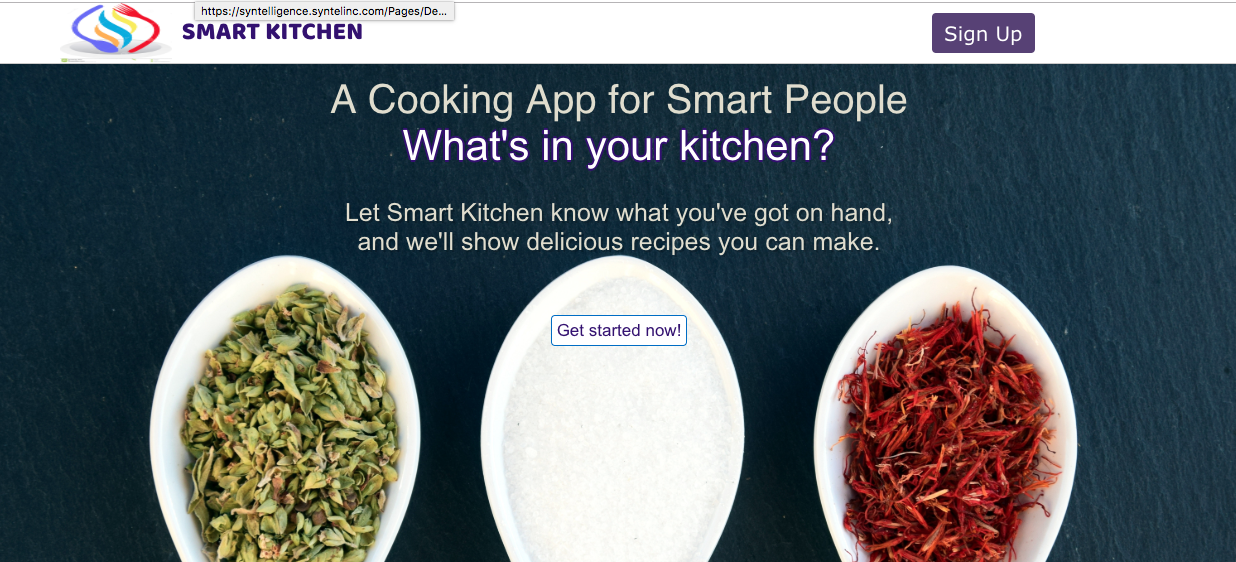 https://syntelligence.syntelinc.com/Pages/De...
SMART KITCHEN
Sign Up
A Cooking App for Smart People
What's in your kitchen?
Let Smart Kitchen know what you've got on hand,
and we'll show delicious recipes you can make.
Get started now!